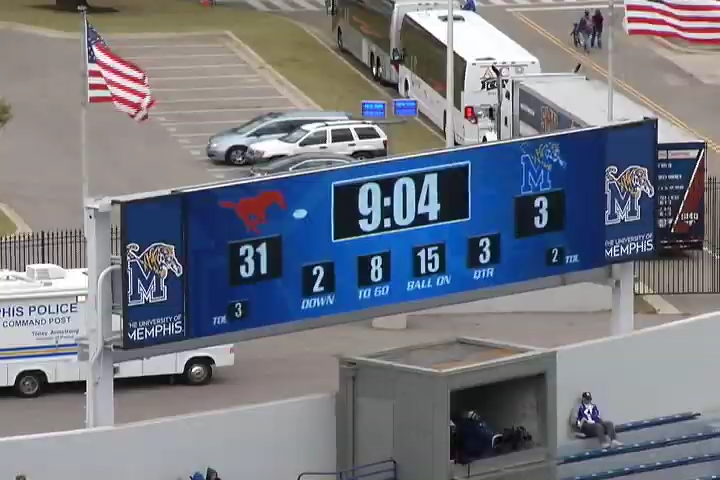 9:04
M
31
3
M
THE UNIVERSITY OF
MEMPHIS
2
DOWN
8
TO GO
15
BALL ON
3
QTR
2
TOL
TOL
3
M
THE UNIVERSITY OF
MEMPHIS
PHIS POLICE
COMMAND POST